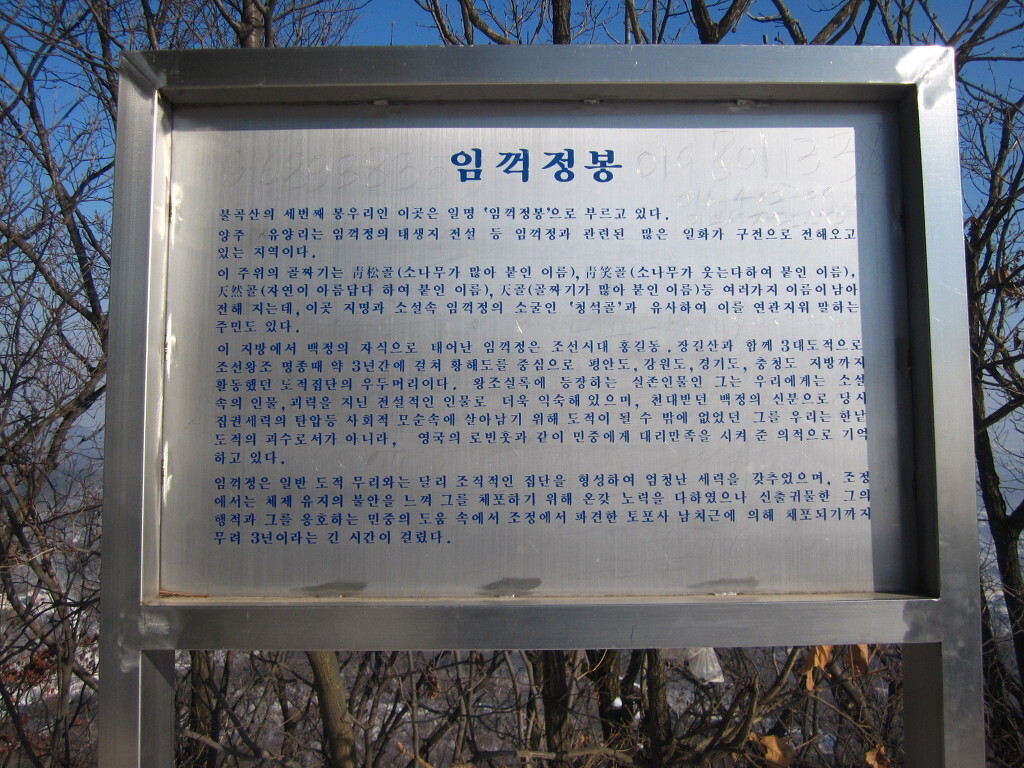 임꺽정봉
불곡산의 세번째 봉우리인 이곳은 일명 '임꺽정봉'으로 부르고 있다.
양주 유양리는 임꺽정의 태생지 전설 등 임꺽정과 관련된 많은 일화가 구전으로 전해오고
있는 지역이다.
이 주위의 골짜기는 靑松골(소나무가 많아 붙인 이름), 靑笑골(소나무가 웃는다하여 붙인 이름),
天然골(자연이 아름답다 하여 붙인 이름), 天골(골짜기가 많아 붙인 이름)등 여러가지 이름이 남아
전해 지는데, 이곳 지명과 소설속 임꺽정의 소굴인 '청석골'과 유사하여 이를 연관지워 말하는
주민도 있다.
이 지방에서 백정의 자식으로 태어난 임꺽정은 조선시대 홍길동.장길산과 함께 3대도적으로
조선왕조 명종때 약 3년간에 걸쳐 황해도를 중심으로 평안도, 강원도, 경기도, 충청도 지방까지
활동했던 도적집단의 우두머리이다. 왕조실록에 등장하는 실존인물인 그는 우리에게는 소설
속의 인물, 괴력을 지닌 전설적인 인물로 더욱 익숙해 있으며, 천대받던 백정의 신분으로 당시
집권세력의 탄압등 사회적 모순속에 살아남기 위해 도적이 될 수 밖에 없었던 그를 우리는 한낱
도적의 괴수로서가 아니라, 영국의 로빈훗과 같이 민중에게 대리만족을 시켜 준 의적으로 기억
하고 있다.
임꺽정은 일반 도적 무리와는 달리 조직적인 집단을 형성하여 엄청난 세력을 갖추었으며, 조정
에서는 체제 유지의 불안을 느껴 그를 체포하기 위해 온갖 노력을 다하였으나 신출귀몰한 그의
행적과 그를 옹호하는 민중의 도움 속에서 조정에서 파견한 토포사 남치근에 의해 체포되기까지
무려 3년이라는 긴 시간이 걸렸다.